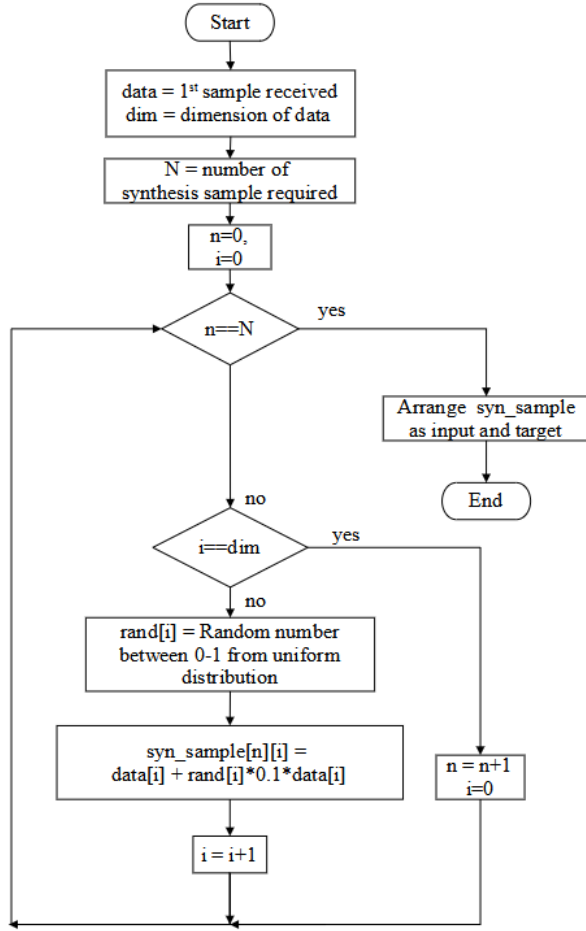 Start
data = 1st sample received
dim = dimension of data
N = number of
synthesis sample required
n=0,
i=0
n==N
yes
Arrange syn_sample
as input and target
End
no
i==dim
yes
no
rand[i] = Random number
between 0-1 from uniform
distribution
syn_sample[n][i] =
data[i] + rand[i]*0.1*data[i]
n = n+1
i=0
i = i+1